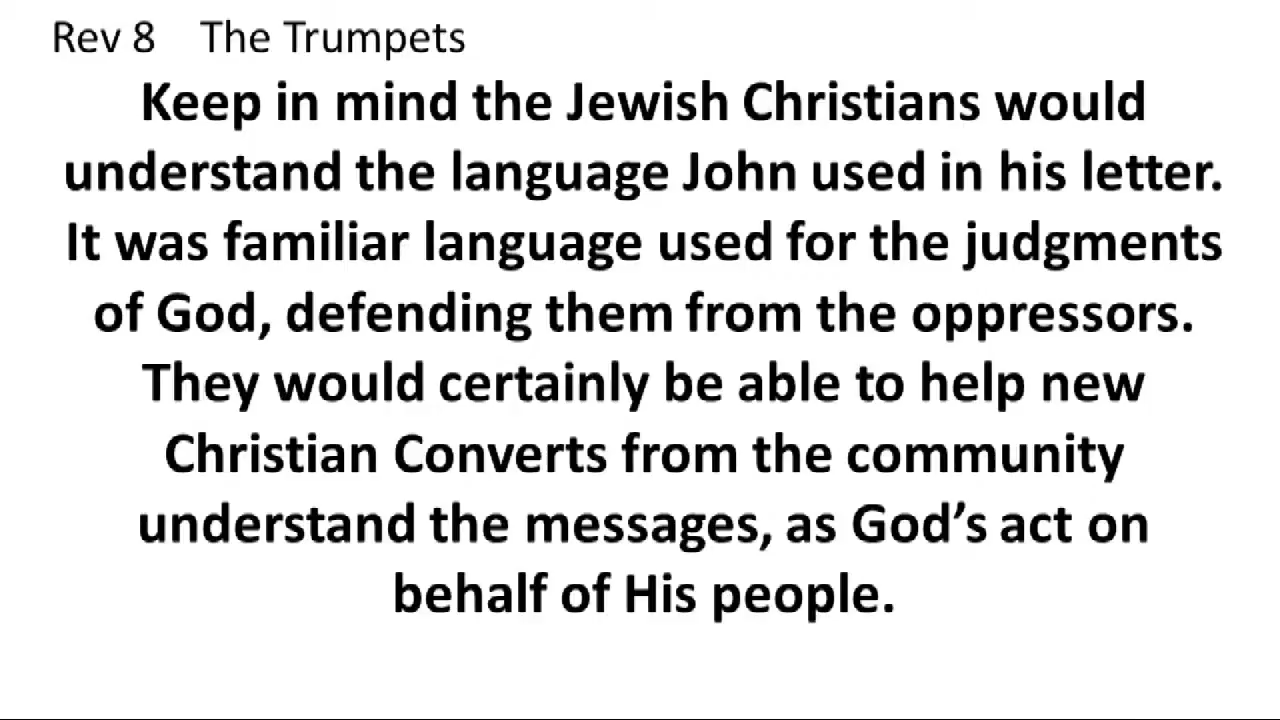 Rev 8 The Trumpets
Keep in mind the Jewish Christians would
understand the language John used in his letter.
It was familiar language used for the judgments
of God, defending them from the oppressors.
They would certainly be able to help new
Christian Converts from the community
understand the messages, as God’s act on
behalf of His people.